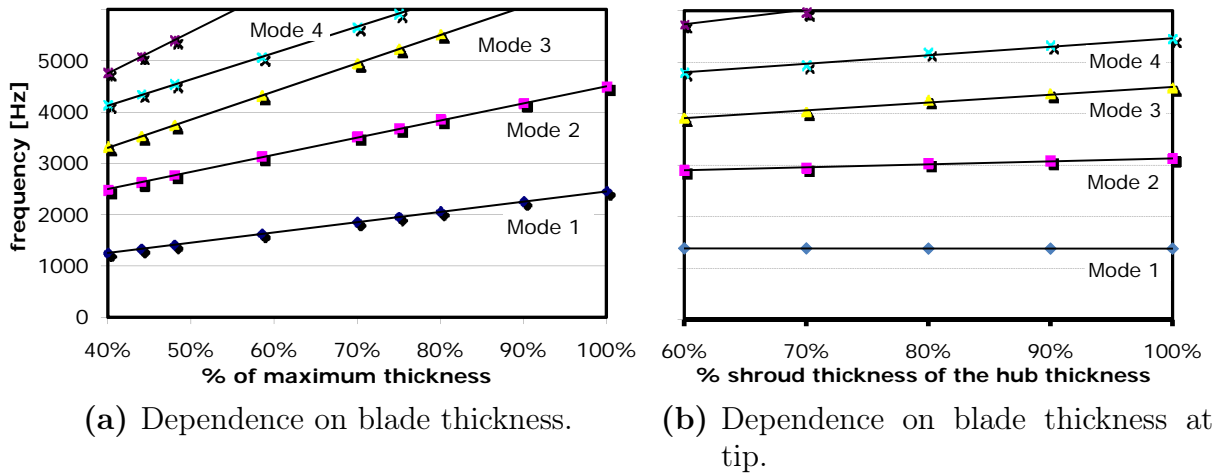 frequency [Hz]
5000
4000
3000
2000
1000
0
Mode 4
Mode 3
Mode 2
Mode 1
40% 50% 60% 70% 80% 90% 100%
% of maximum thickness
(a) Dependence on blade thickness.
Mode 4
Mode 3
Mode 2
Mode 1
60% 70% 80% 90% 100%
% shroud thickness of the hub thickness
(b) Dependence on blade thickness at
tip.